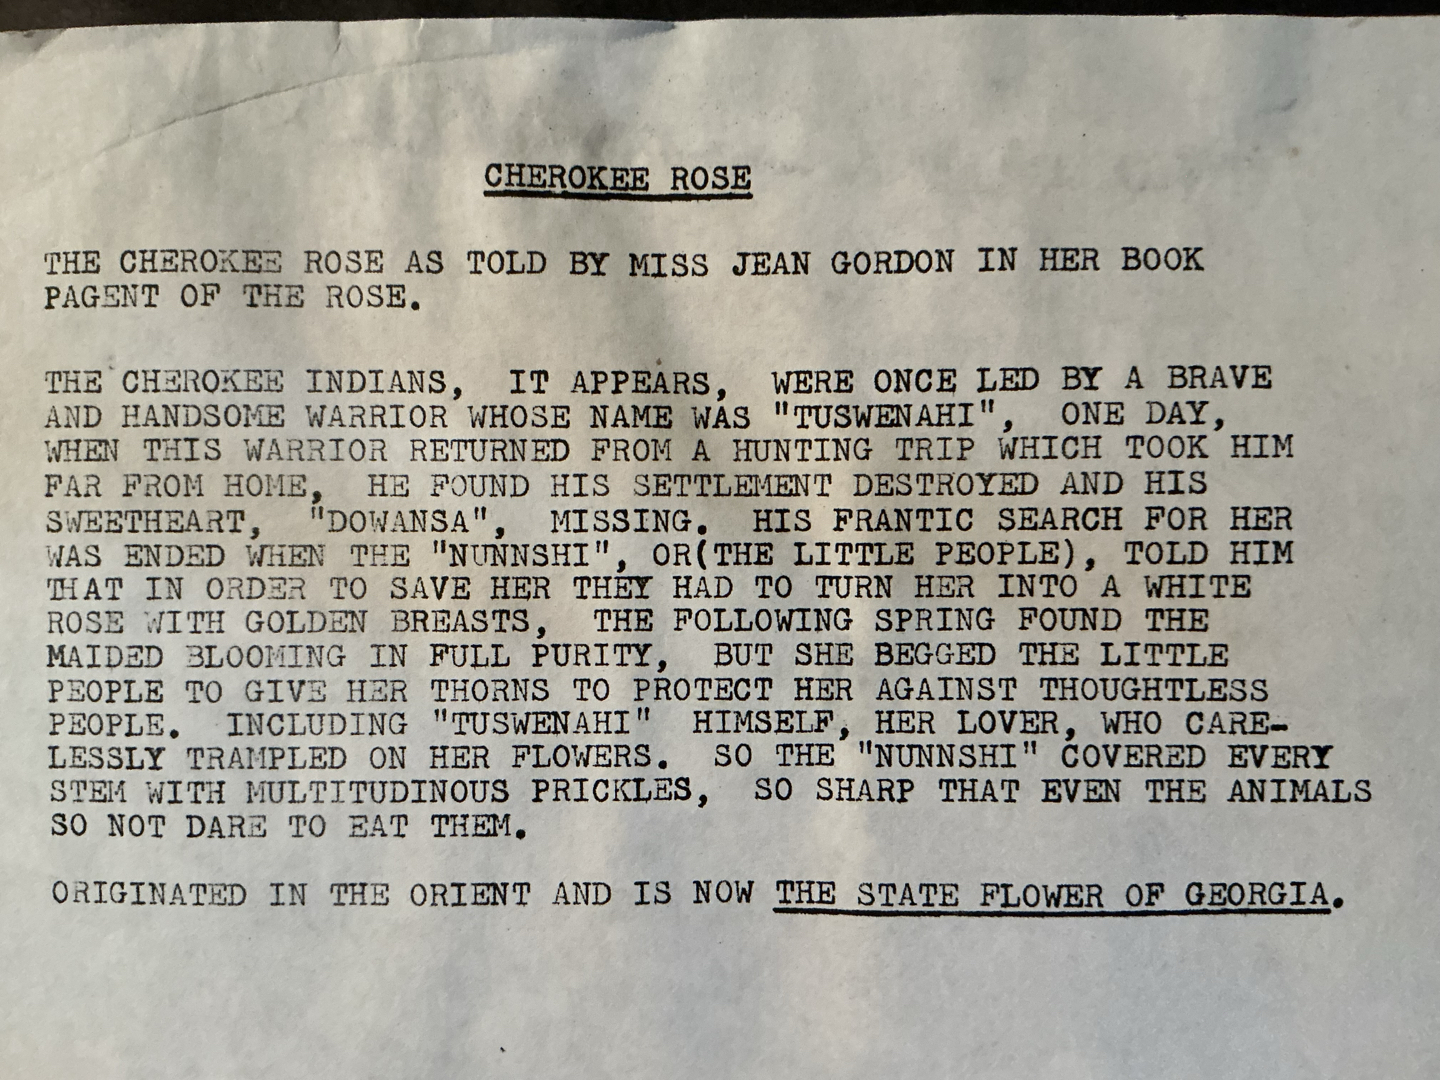 CHEROKEE ROSE
THE CHEROKEE ROSE AS TOLD BY MISS JEAN GORDON IN HER BOOK
PAGENT OF THE ROSE.
THE CHEROKEE INDIANS, IT APPEARS, WERE ONCE LED BY A BRAVE
AND HANDSOME WARRIOR WHOSE NAME WAS "TUSWENAHI", ONE DAY,
WHEN THIS WARRIOR RETURNED FROM A HUNTING TRIP WHICH TOOK HIM
FAR FROM HOME, HE FOUND HIS SETTLEMENT DESTROYED AND HIS
SWEETHEART, "DOWANSA", MISSING. HIS FRANTIC SEARCH FOR HER
WAS ENDED WHEN THE "NUNNSHI", OR(THE LITTLE PEOPLE), TOLD HIM
THAT IN ORDER TO SAVE HER THEY HAD TO TURN HER INTO A WHITE
ROSE WITH GOLDEN BREASTS, THE FOLLOWING SPRING FOUND THE
MAIDED BLOOMING IN FULL PURITY, BUT SHE BEGGED THE LITTLE
PEOPLE TO GIVE HER THORNS TO PROTECT HER AGAINST THOUGHTLESS
PEOPLE. INCLUDING "TUSWENAHI" HIMSELF, HER LOVER, WHO CARE-
LESSLY TRAMPLED ON HER FLOWERS. SO THE "NUNNSHI" COVERED EVERY
STEM WITH MULTITUDINOUS PRICKLES, SO SHARP THAT EVEN THE ANIMALS
SO NOT DARE TO EAT THEM.
ORIGINATED IN THE ORIENT AND IS NOW THE STATE FLOWER OF GEORGIA.